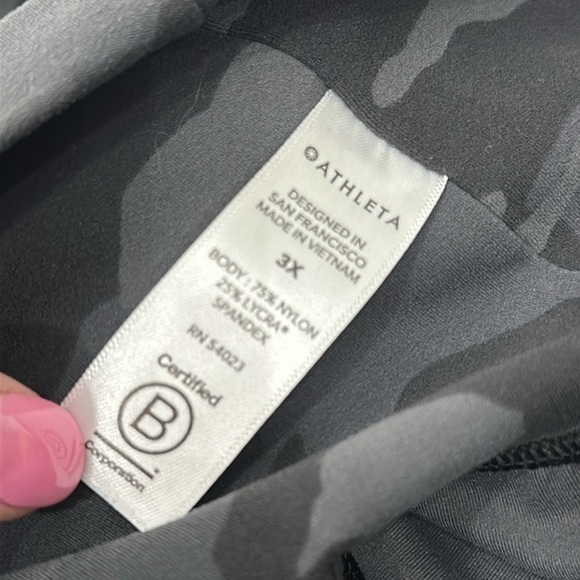 ATHLETA
DESIGNED IN
SAN FRANCISCO
MADE IN VIETNAM
3X
BODY : 75% NYLON
25% LYCRA®
SPANDEX
RN 54023
Certified
B
Corporation